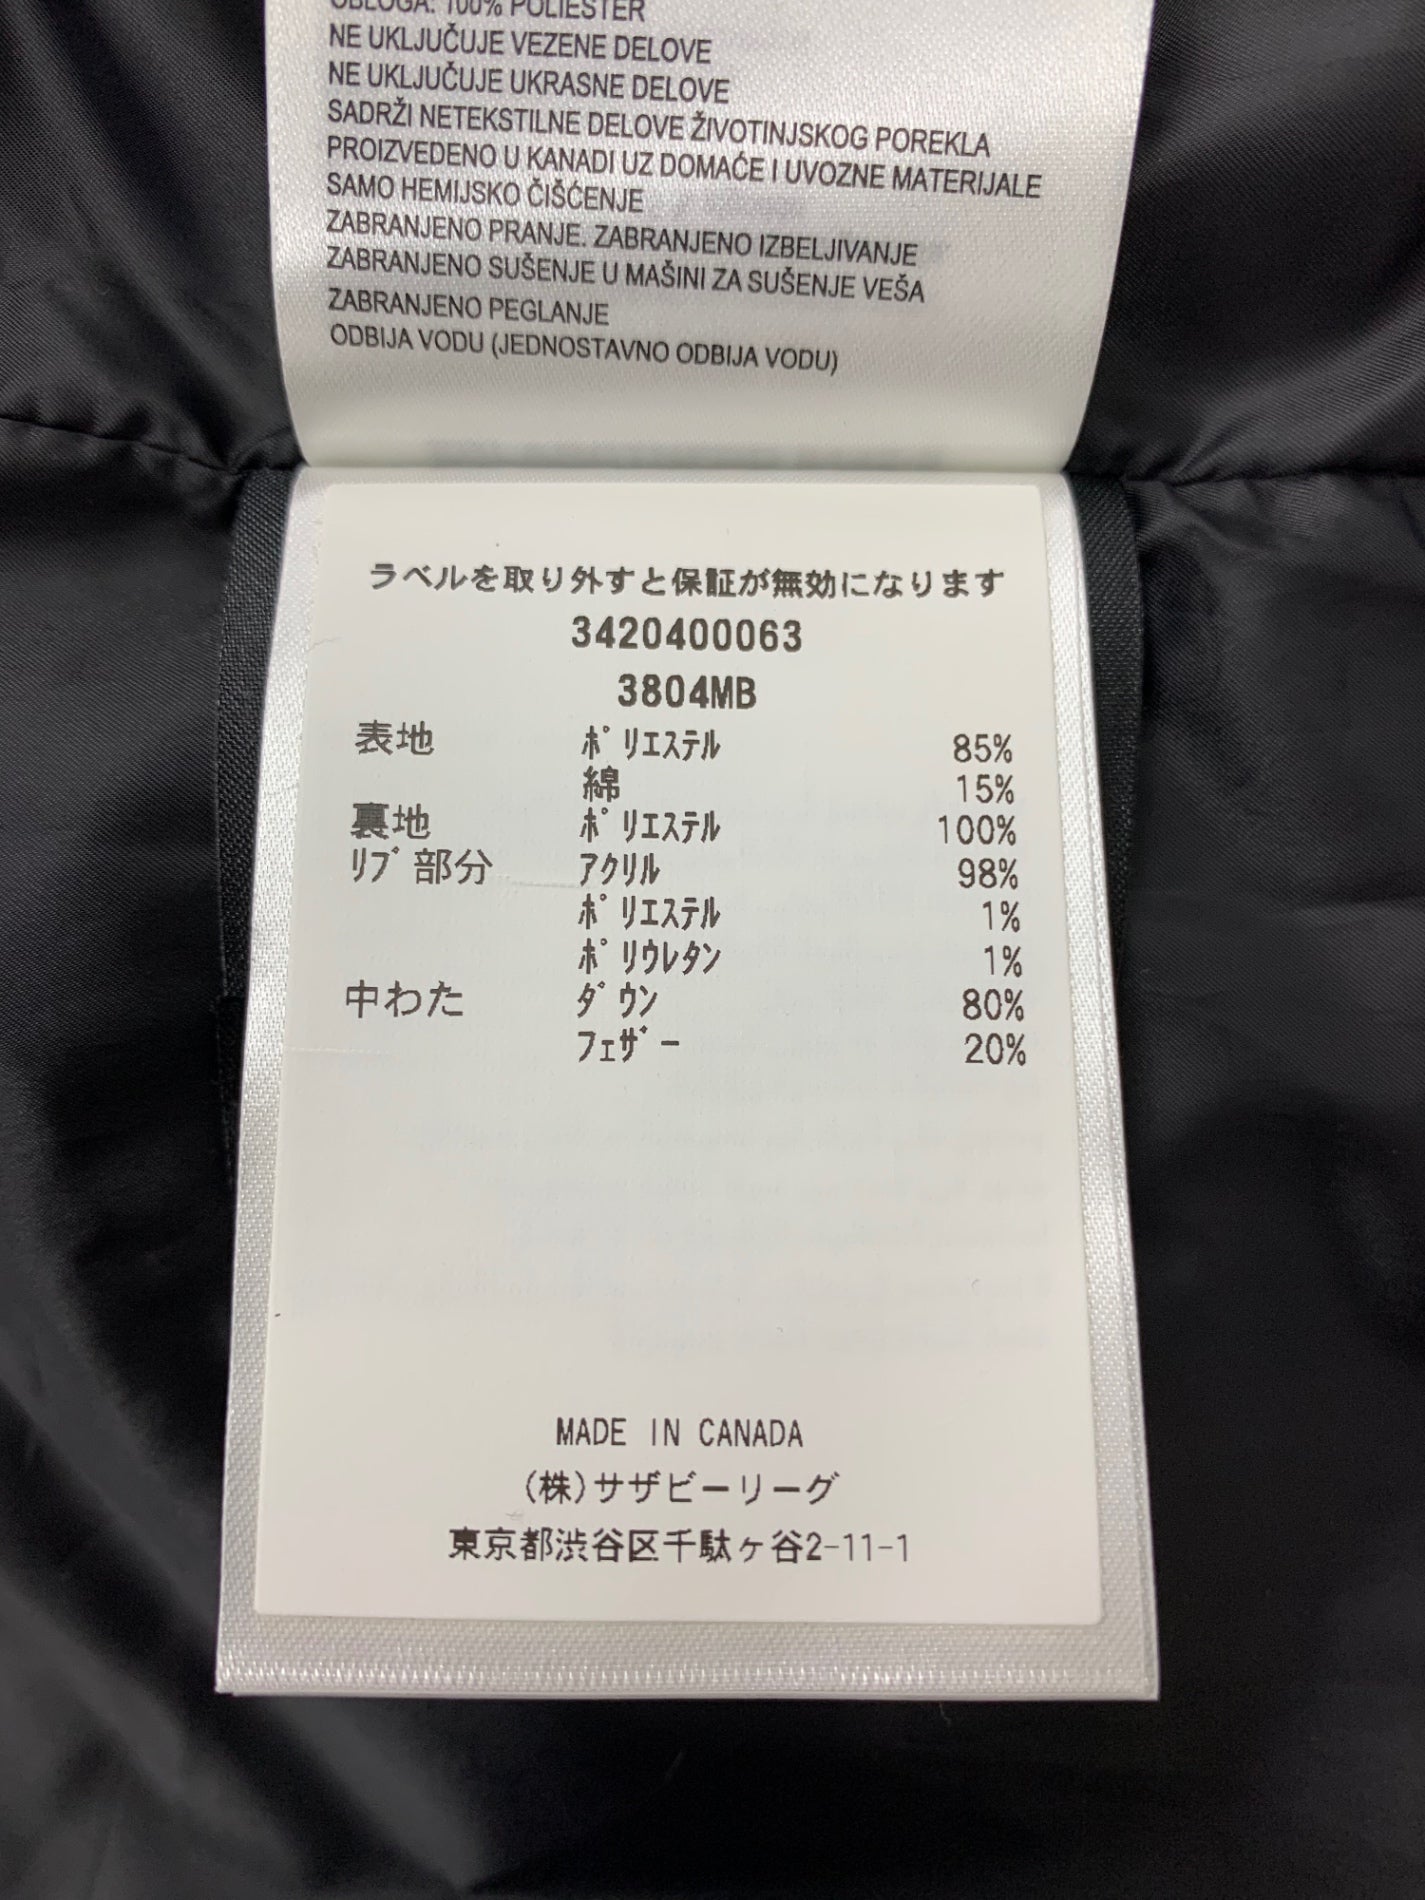 OBLOGA: 100% POLIESTER
NE UKLJUČUJE VEZENE DELOVE
NE UKLJUČUJE UKRASNE DELOVE
SADRŽI NETEKSTILNE DELOVE ŽIVOTINJSKOG POREKLA
PROIZVEDENO U KANADI UZ DOMAĆE I UVOZNE MATERIJALE
SAMO HEMIJSKO ČIŠĆENJE
ZABRANJENO PRANJE. ZABRANJENO IZBELJIVANJE
ZABRANJENO SUŠENJE U MAŠINI ZA SUŠENJE VEŠA
ZABRANJENO PEGLANJE
ODBIJA VODU (JEDNOSTAVNO ODBIJA VODU)
ラベルを取り外すと保証が無効になります
3420400063
3804MB
表地 ﾎﾟﾘｴｽﾃﾙ 85%
綿 15%
裏地 ﾎﾟﾘｴｽﾃﾙ 100%
ﾘﾌﾞ部分 ｱｸﾘﾙ 98%
ﾎﾟﾘｴｽﾃﾙ 1%
ﾎﾟﾘｳﾚﾀﾝ 1%
中わた ﾀﾞｳﾝ 80%
ﾌｪｻﾞｰ 20%
MADE IN CANADA
(株)サザビーリーグ
東京都渋谷区千駄ヶ谷2-11-1